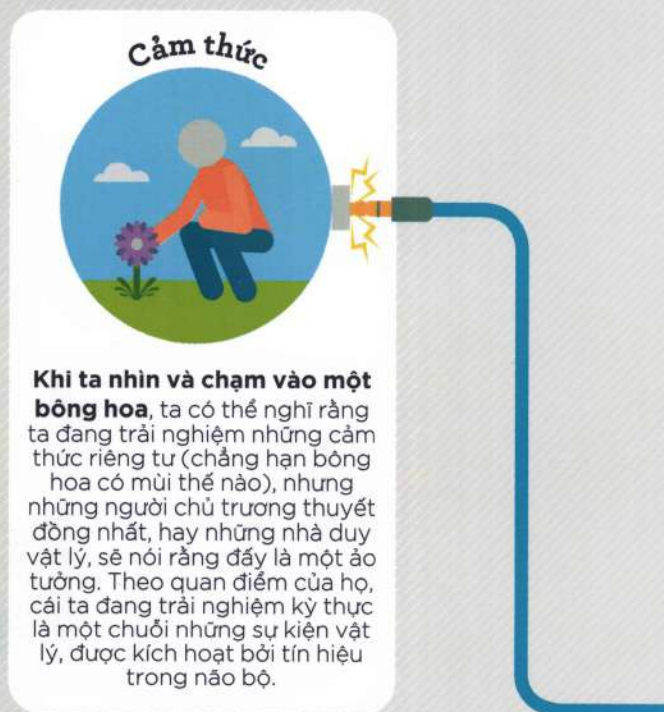 Cảm thức
Khi ta nhìn và chạm vào một
bông hoa, ta có thể nghĩ rằng
ta đang trải nghiệm những cảm
thức riêng tư (chẳng hạn bông
hoa có mùi thế nào), nhưng
những người chủ trương thuyết
đồng nhất, hay những nhà duy
vật lý, sẽ nói rằng đấy là một ảo
tưởng. Theo quan điểm của họ,
cái ta đang trải nghiệm kỳ thực
là một chuỗi những sự kiện vật
lý, được kích hoạt bởi tín hiệu
trong não bộ.